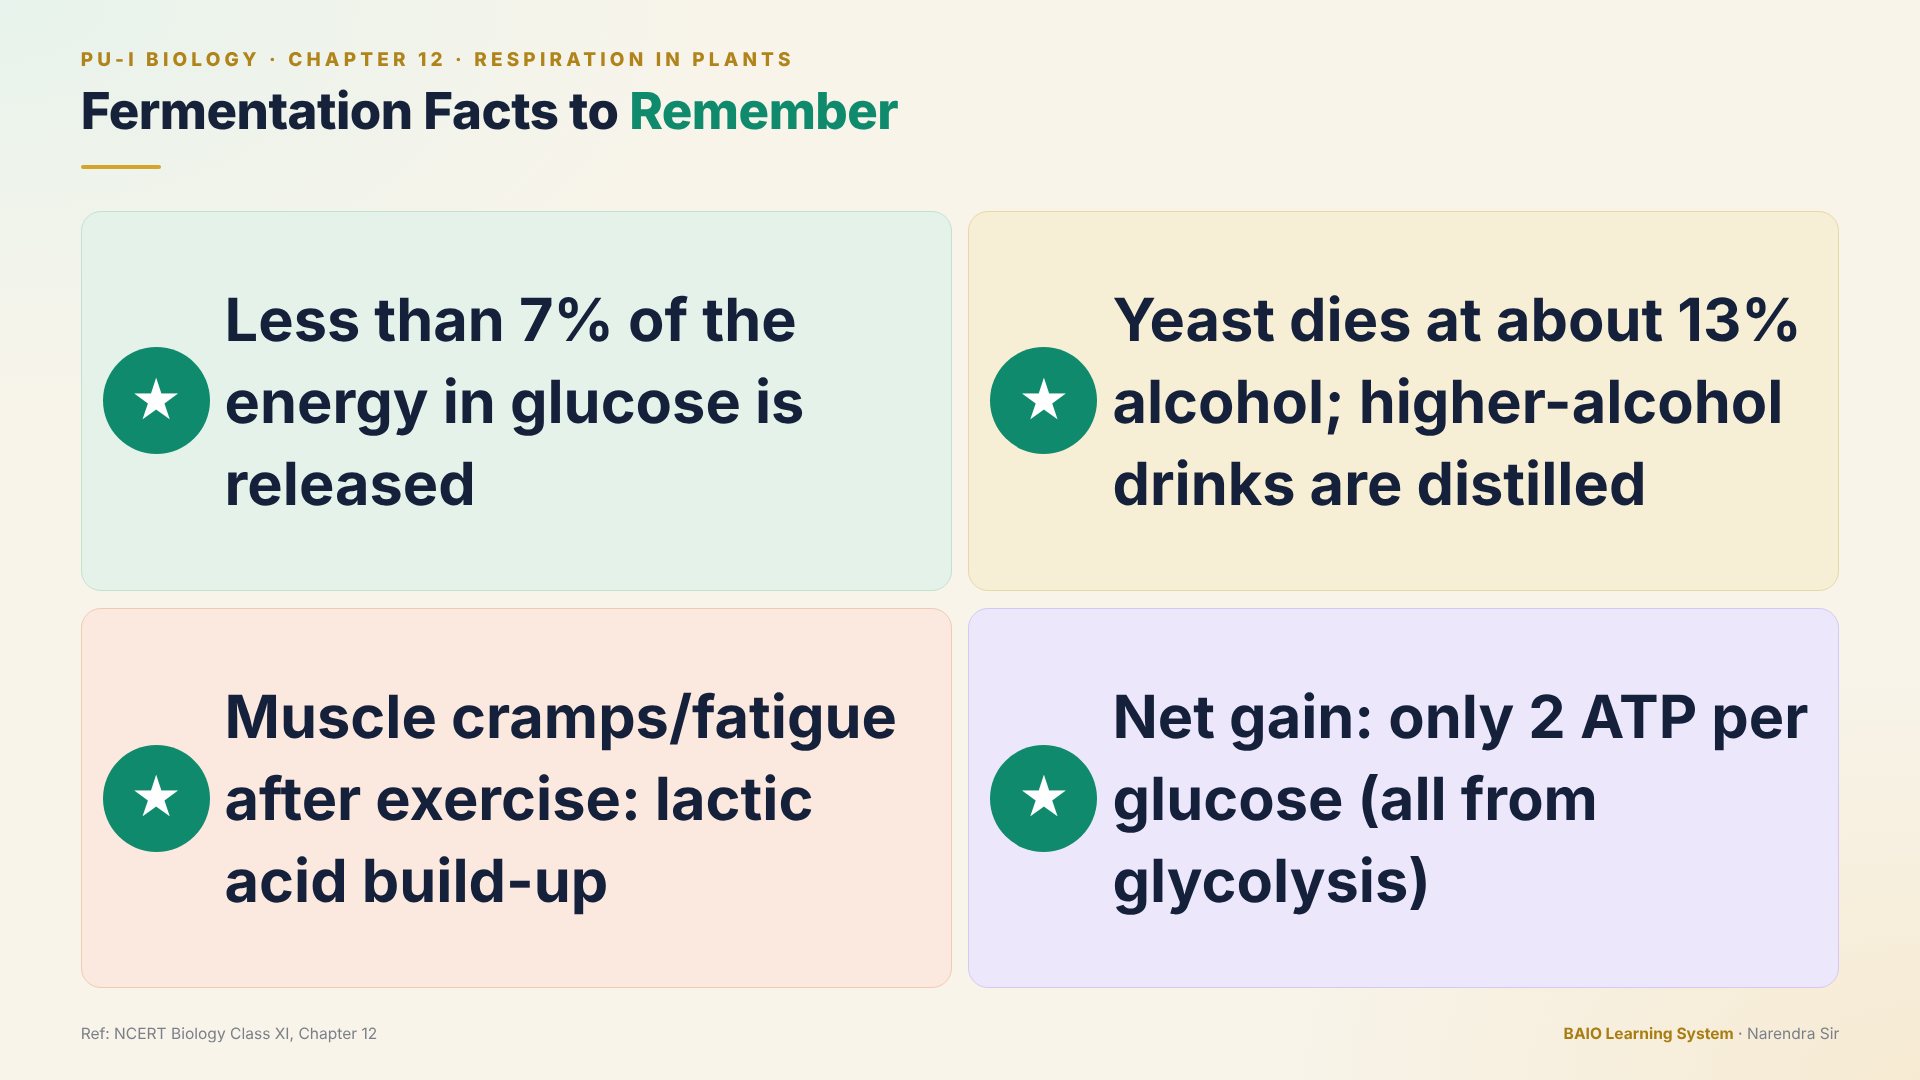 PU-I BIOLOGY · CHAPTER 12 · RESPIRATION IN PLANTS
Fermentation Facts to Remember
★ Less than 7% of the
energy in glucose is
released
★ Yeast dies at about 13%
alcohol; higher-alcohol
drinks are distilled
★ Muscle cramps/fatigue
after exercise: lactic
acid build-up
★ Net gain: only 2 ATP per
glucose (all from
glycolysis)
Ref: NCERT Biology Class XI, Chapter 12
BAIO Learning System · Narendra Sir